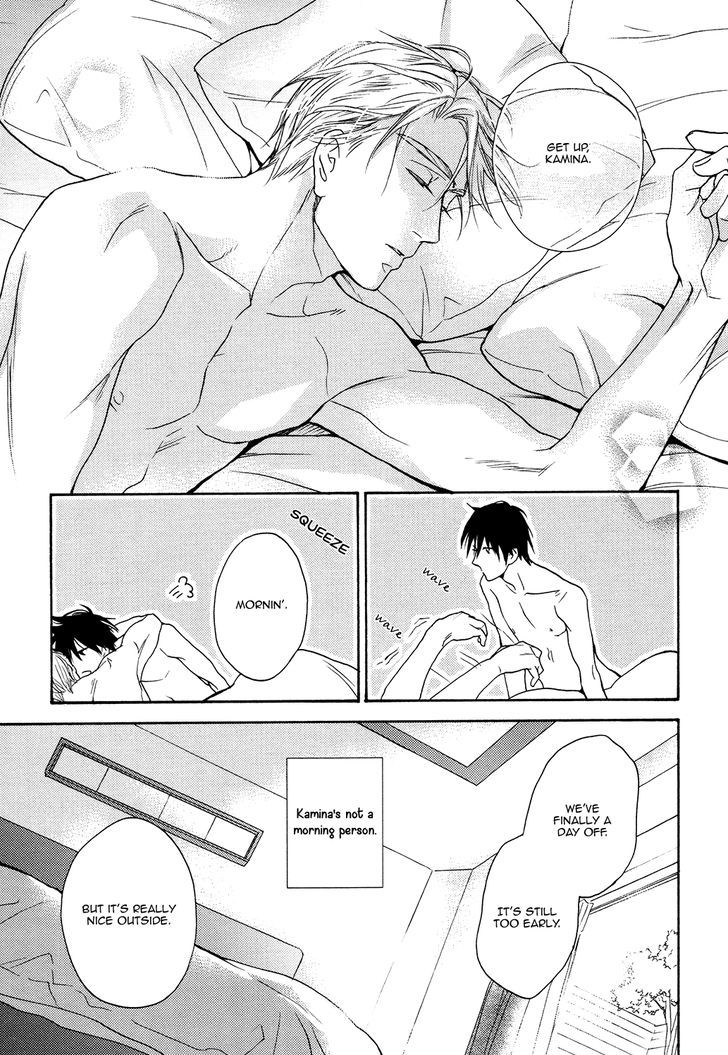 GET UP,
KAMINA.
wave
wave
SQUEEZE
MORNIN'.
WE'VE
FINALLY A
DAY OFF.
IT'S STILL
TOO EARLY.
Kamina's not a
morning person.
BUT IT'S REALLY
NICE OUTSIDE.